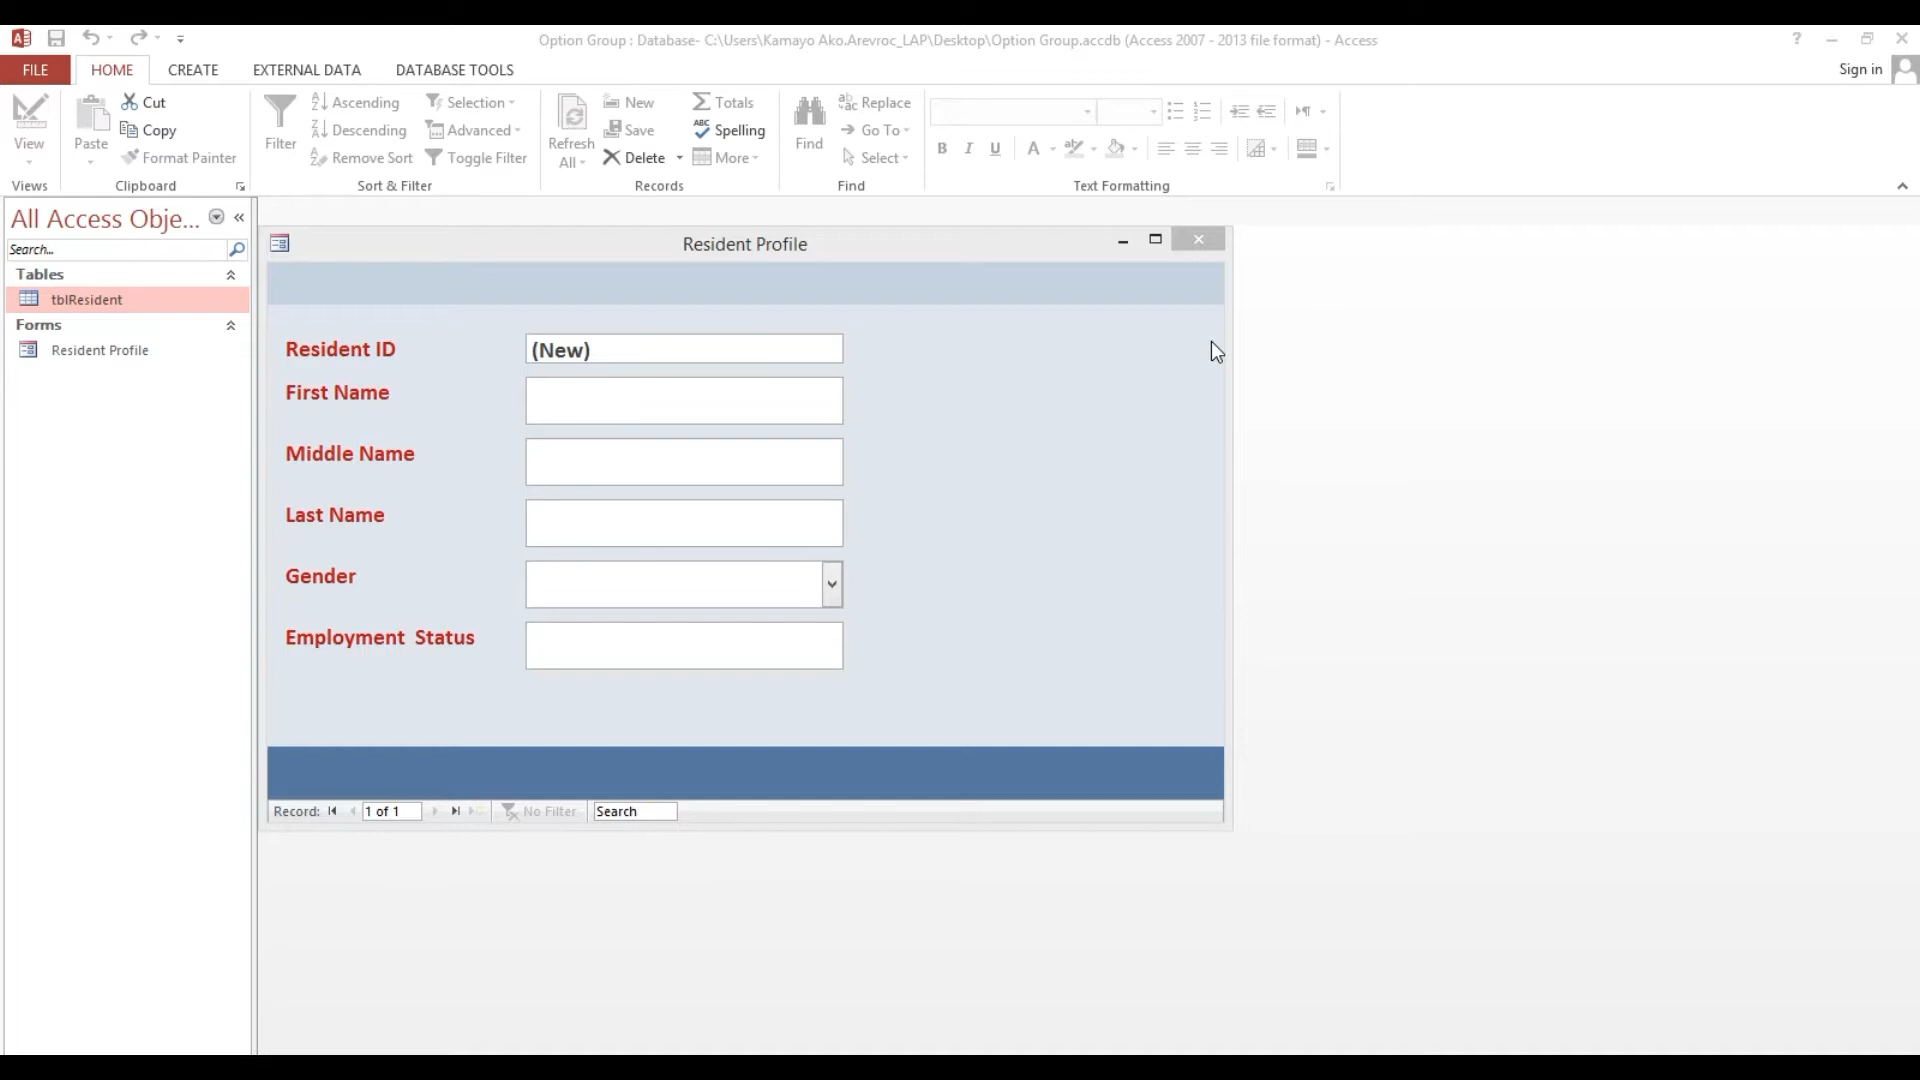 Option Group : Database- C:\Users\Kamayo Ako.Arevroc_LAP\Desktop\Option Group.accdb (Access 2007 - 2013 file format) - Access
FILE HOME CREATE EXTERNAL DATA DATABASE TOOLS Sign in
View
Views
Paste
Cut
Copy
Format Painter
Clipboard
Filter
Ascending
Descending
Remove Sort
Selection
Advanced
Toggle Filter
Sort & Filter
Refresh
All
New
Save
Delete
Totals
Spelling
More
Records
Find
Replace
Go To
Select
Find
B I U A
Text Formatting
All Access Obje...
Search...
Tables
tblResident
Forms
Resident Profile
Resident Profile
Resident ID (New)
First Name
Middle Name
Last Name
Gender
Employment Status
Record: 1 of 1 No Filter Search